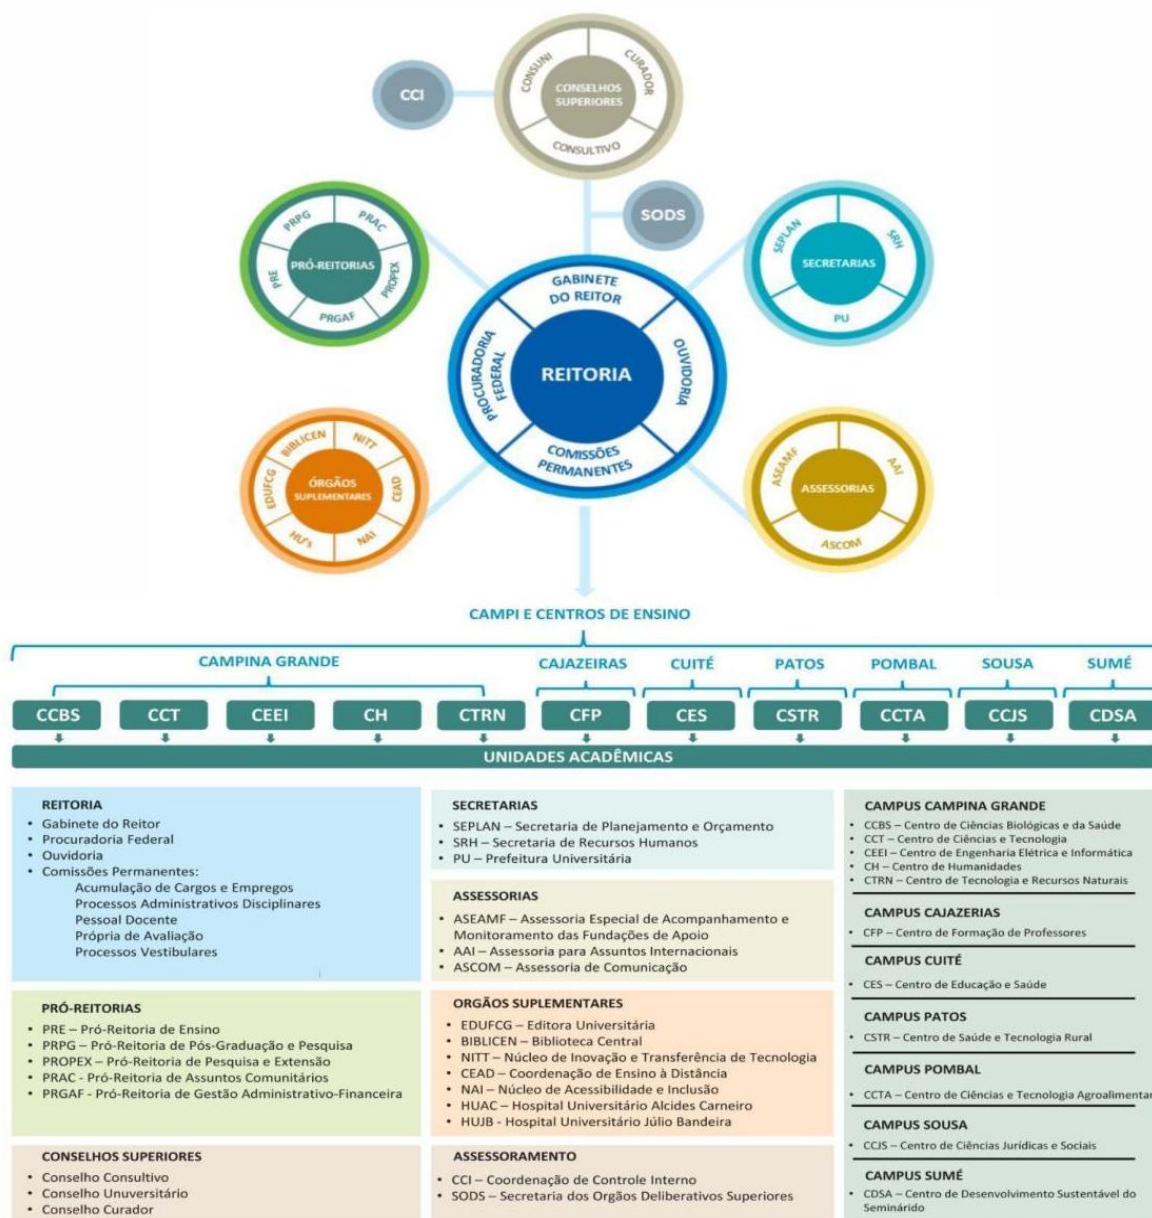 CCI
CONSUNI
CURADOR
CONSELHOS
SUPERIORES
CONSULTIVO
SODS
PRPG
PRAC
PRE
PRÓ-REITORIAS
PROPEX
PRGAF
SEPLAN
SRH
SECRETARIAS
PU
GABINETE
DO REITOR
PROCURADORIA
FEDERAL
REITORIA
OUVIDORIA
COMISSÕES
PERMANENTES
BIBLICEN
NITT
EDUFCG
ÓRGÃOS
SUPLEMENTARES
CEAD
HU's
NAI
ASEAMF
AAI
ASSESSORIAS
ASCOM
CAMPI E CENTROS DE ENSINO
CAMPINA GRANDE CAJAZEIRAS CUITÉ PATOS POMBAL SOUSA SUMÉ
CCBS CCT CEEI CH CTRN CFP CES CSTR CCTA CCJS CDSA
UNIDADES ACADÊMICAS
REITORIA
• Gabinete do Reitor
• Procuradoria Federal
• Ouvidoria
• Comissões Permanentes:
Acumulação de Cargos e Empregos
Processos Administrativos Disciplinares
Pessoal Docente
Própria de Avaliação
Processos Vestibulares
PRÓ-REITORIAS
• PRE – Pró-Reitoria de Ensino
• PRPG – Pró-Reitoria de Pós-Graduação e Pesquisa
• PROPEX – Pró-Reitoria de Pesquisa e Extensão
• PRAC - Pró-Reitoria de Assuntos Comunitários
• PRGAF - Pró-Reitoria de Gestão Administrativo-Financeira
CONSELHOS SUPERIORES
• Conselho Consultivo
• Conselho Unuversitário
• Conselho Curador
SECRETARIAS
• SEPLAN – Secretaria de Planejamento e Orçamento
• SRH – Secretaria de Recursos Humanos
• PU – Prefeitura Universitária
ASSESSORIAS
• ASEAMF – Assessoria Especial de Acompanhamento e
Monitoramento das Fundações de Apoio
• AAI – Assessoria para Assuntos Internacionais
• ASCOM – Assessoria de Comunicação
ORGÃOS SUPLEMENTARES
• EDUFCG – Editora Universitária
• BIBLICEN – Biblioteca Central
• NITT – Núcleo de Inovação e Transferência de Tecnologia
• CEAD – Coordenação de Ensino à Distância
• NAI – Núcleo de Acessibilidade e Inclusão
• HUAC – Hospital Universitário Alcides Carneiro
• HUJB - Hospital Universitário Júlio Bandeira
ASSESSORAMENTO
• CCI – Coordenação de Controle Interno
• SODS – Secretaria dos Orgãos Deliberativos Superiores
CAMPUS CAMPINA GRANDE
• CCBS – Centro de Ciências Biológicas e da Saúde
• CCT – Centro de Ciências e Tecnologia
• CEEI – Centro de Engenharia Elétrica e Informática
• CH – Centro de Humanidades
• CTRN – Centro de Tecnologia e Recursos Naturais
CAMPUS CAJAZERIAS
• CFP – Centro de Formação de Professores
CAMPUS CUITÉ
• CES – Centro de Educação e Saúde
CAMPUS PATOS
• CSTR – Centro de Saúde e Tecnologia Rural
CAMPUS POMBAL
• CCTA – Centro de Ciências e Tecnologia Agroalimentar
CAMPUS SOUSA
• CCJS – Centro de Ciências Jurídicas e Sociais
CAMPUS SUMÉ
• CDSA – Centro de Desenvolvimento Sustentável do
Seminárido